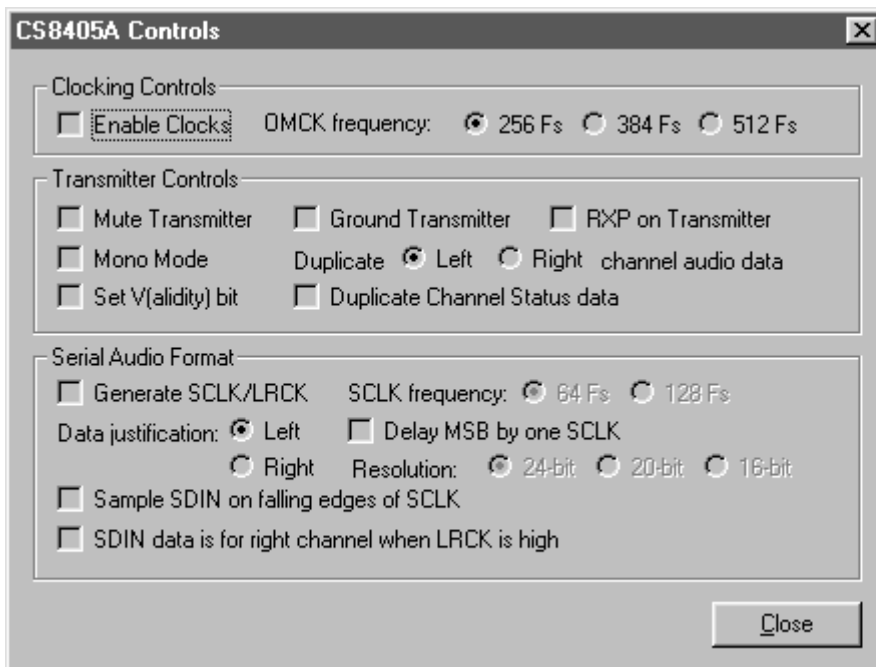 CS8405A Controls
Clocking Controls
Enable Clocks OMCK frequency: 256 Fs 384 Fs 512 Fs
Transmitter Controls
Mute Transmitter Ground Transmitter RXP on Transmitter
Mono Mode Duplicate Left Right channel audio data
Set V(alidity) bit Duplicate Channel Status data
Serial Audio Format
Generate SCLK/LRCK SCLK frequency: 64 Fs 128 Fs
Data justification: Left Delay MSB by one SCLK
Right Resolution: 24-bit 20-bit 16-bit
Sample SDIN on falling edges of SCLK
SDIN data is for right channel when LRCK is high
Close